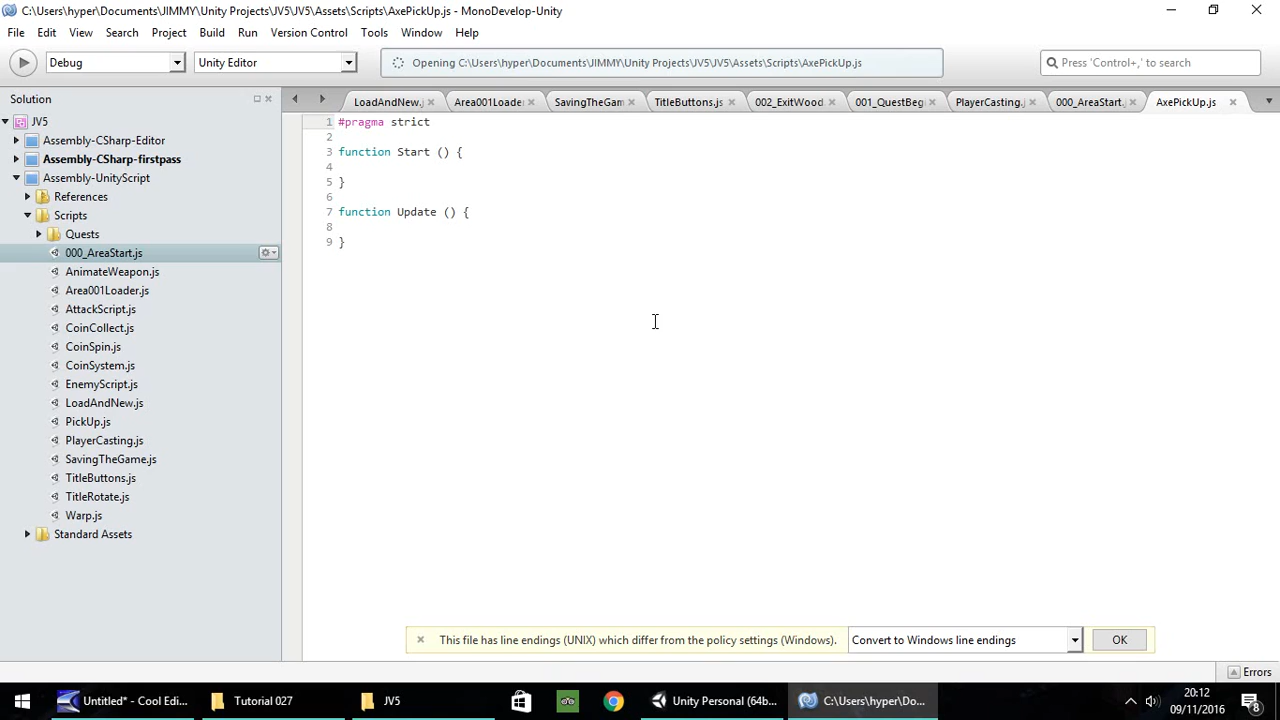 C:\Users\hyper\Documents\JIMMY\Unity Projects\JV5\JV5\Assets\Scripts\AxePickUp.js - MonoDevelop-Unity
File Edit View Search Project Build Run Version Control Tools Window Help
Debug Unity Editor Opening C:\Users\hyper\Documents\JIMMY\Unity Projects\JV5\JV5\Assets\Scripts\AxePickUp.js Press 'Control+,' to search
Solution
LoadAndNew.j Area001Loade SavingTheGam TitleButtons.js 002_ExitWood 001_QuestBeg PlayerCasting. 000_AreaStart. AxePickUp.js
JV5
Assembly-CSharp-Editor
Assembly-CSharp-firstpass
Assembly-UnityScript
References
Scripts
Quests
000_AreaStart.js
AnimateWeapon.js
Area001Loader.js
AttackScript.js
CoinCollect.js
CoinSpin.js
CoinSystem.js
EnemyScript.js
LoadAndNew.js
PickUp.js
PlayerCasting.js
SavingTheGame.js
TitleButtons.js
TitleRotate.js
Warp.js
Standard Assets
1 #pragma strict
2
3 function Start () {
4
5 }
6
7 function Update () {
8
9 }
This file has line endings (UNIX) which differ from the policy settings (Windows). Convert to Windows line endings OK
Errors
Untitled* - Cool Edi... Tutorial 027 JV5 Unity Personal (64b... C:\Users\hyper\Do... 20:12
09/11/2016 8